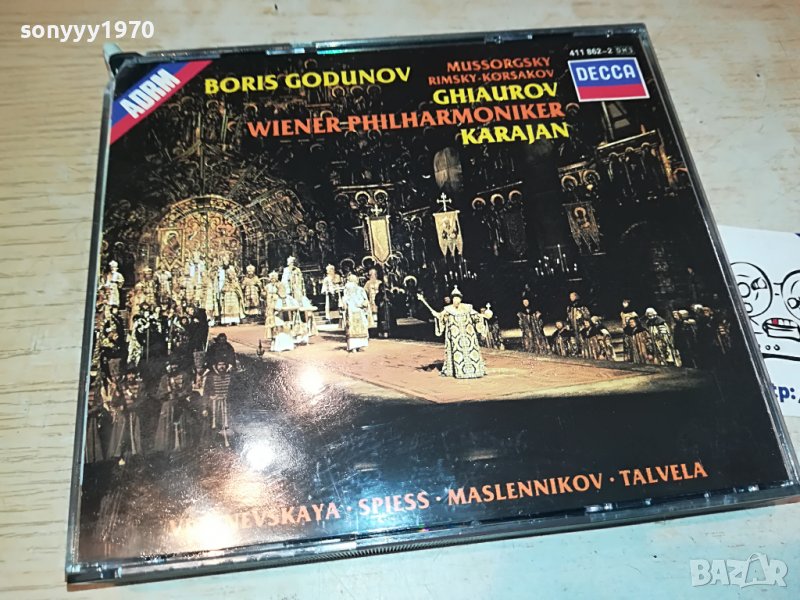 sonyyy1970
ADRM
BORIS GODUNOV
MUSSORGSKY
RIMSKY-KORSAKOV
GHIAUROV
WIENER PHILHARMONIKER
KARAJAN
411 862-2
DECCA
SPIESS · MASLENNIKOV · TALVELA
tp:
BAZAR